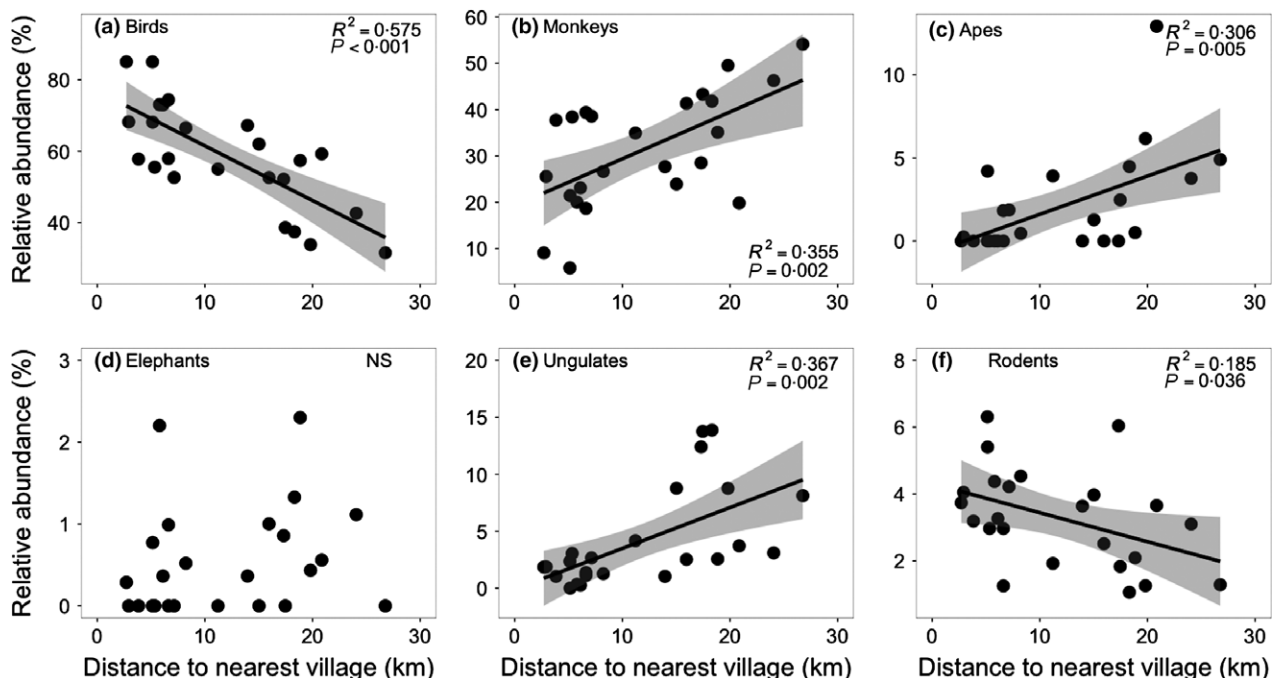 (a) Birds
R² = 0·575
P < 0·001
Relative abundance (%)
80
60
40
0 10 20 30
(b) Monkeys
60
50
40
30
20
10
R² = 0·355
P = 0·002
0 10 20 30
(c) Apes
R² = 0·306
P = 0·005
10
5
0
0 10 20 30
(d) Elephants
NS
Relative abundance (%)
3
2
1
0
0 10 20 30
Distance to nearest village (km)
(e) Ungulates
R² = 0·367
P = 0·002
20
15
10
5
0
0 10 20 30
Distance to nearest village (km)
(f) Rodents
R² = 0·185
P = 0·036
8
6
4
2
0 10 20 30
Distance to nearest village (km)